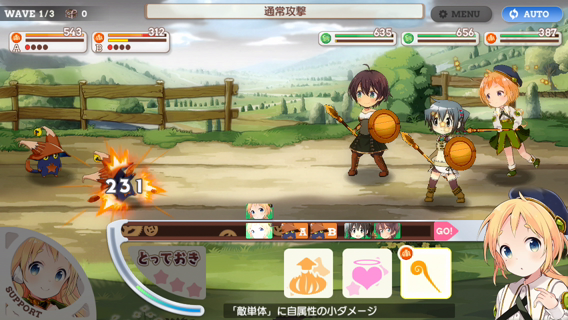 WAVE 1/3 0
通常攻撃
MENU
AUTO
543
312
635
656
387
A
B
231
A B GO!
とっておき
SUPPORT
「敵単体」に自属性の小ダメージ